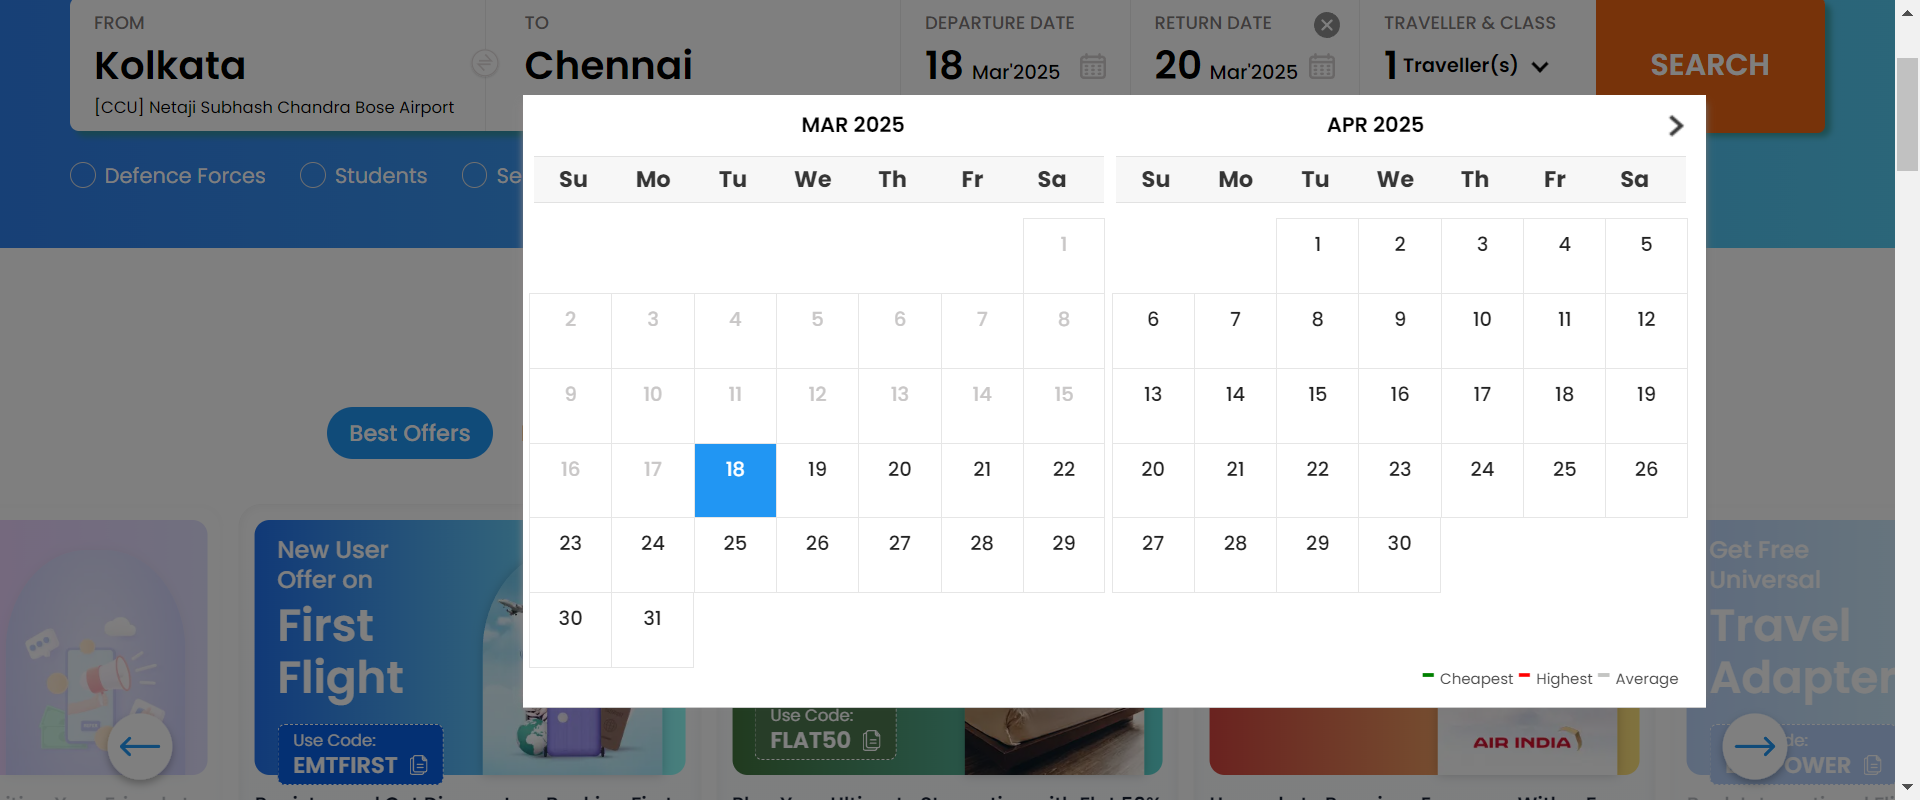 FROM
TO
DEPARTURE DATE
RETURN DATE
TRAVELLER & CLASS
Kolkata
Chennai
18 Mar'2025
20 Mar'2025
1 Traveller(s)
SEARCH
[CCU] Netaji Subhash Chandra Bose Airport
Defence Forces
Students
Se
MAR 2025
Su Mo Tu We Th Fr Sa
1
2 3 4 5 6 7 8
9 10 11 12 13 14 15
16 17 18 19 20 21 22
23 24 25 26 27 28 29
30 31
APR 2025
Su Mo Tu We Th Fr Sa
1 2 3 4 5
6 7 8 9 10 11 12
13 14 15 16 17 18 19
20 21 22 23 24 25 26
27 28 29 30
Cheapest Highest Average
Best Offers
New User
Offer on
First
Flight
Use Code:
EMTFIRST
Use Code:
FLAT50
AIR INDIA
Get Free
Universal
Travel
Adapter
OWER